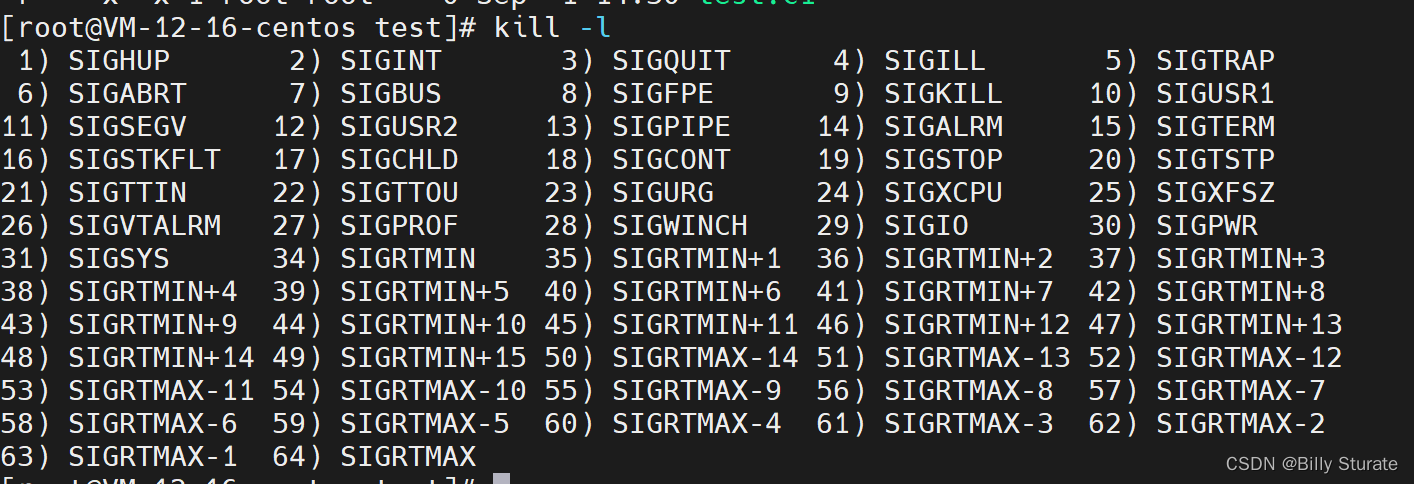 [root@VM-12-16-centos test]# kill -l
 1) SIGHUP       2) SIGINT       3) SIGQUIT      4) SIGILL       5) SIGTRAP
 6) SIGABRT      7) SIGBUS       8) SIGFPE       9) SIGKILL     10) SIGUSR1
11) SIGSEGV     12) SIGUSR2     13) SIGPIPE     14) SIGALRM     15) SIGTERM
16) SIGSTKFLT   17) SIGCHLD     18) SIGCONT     19) SIGSTOP     20) SIGTSTP
21) SIGTTIN     22) SIGTTOU     23) SIGURG      24) SIGXCPU     25) SIGXFSZ
26) SIGVTALRM   27) SIGPROF     28) SIGWINCH    29) SIGIO       30) SIGPWR
31) SIGSYS      34) SIGRTMIN    35) SIGRTMIN+1  36) SIGRTMIN+2  37) SIGRTMIN+3
38) SIGRTMIN+4  39) SIGRTMIN+5  40) SIGRTMIN+6  41) SIGRTMIN+7  42) SIGRTMIN+8
43) SIGRTMIN+9  44) SIGRTMIN+10 45) SIGRTMIN+11 46) SIGRTMIN+12 47) SIGRTMIN+13
48) SIGRTMIN+14 49) SIGRTMIN+15 50) SIGRTMAX-14 51) SIGRTMAX-13 52) SIGRTMAX-12
53) SIGRTMAX-11 54) SIGRTMAX-10 55) SIGRTMAX-9  56) SIGRTMAX-8  57) SIGRTMAX-7
58) SIGRTMAX-6  59) SIGRTMAX-5  60) SIGRTMAX-4  61) SIGRTMAX-3  62) SIGRTMAX-2
63) SIGRTMAX-1  64) SIGRTMAX
CSDN @Billy Sturate